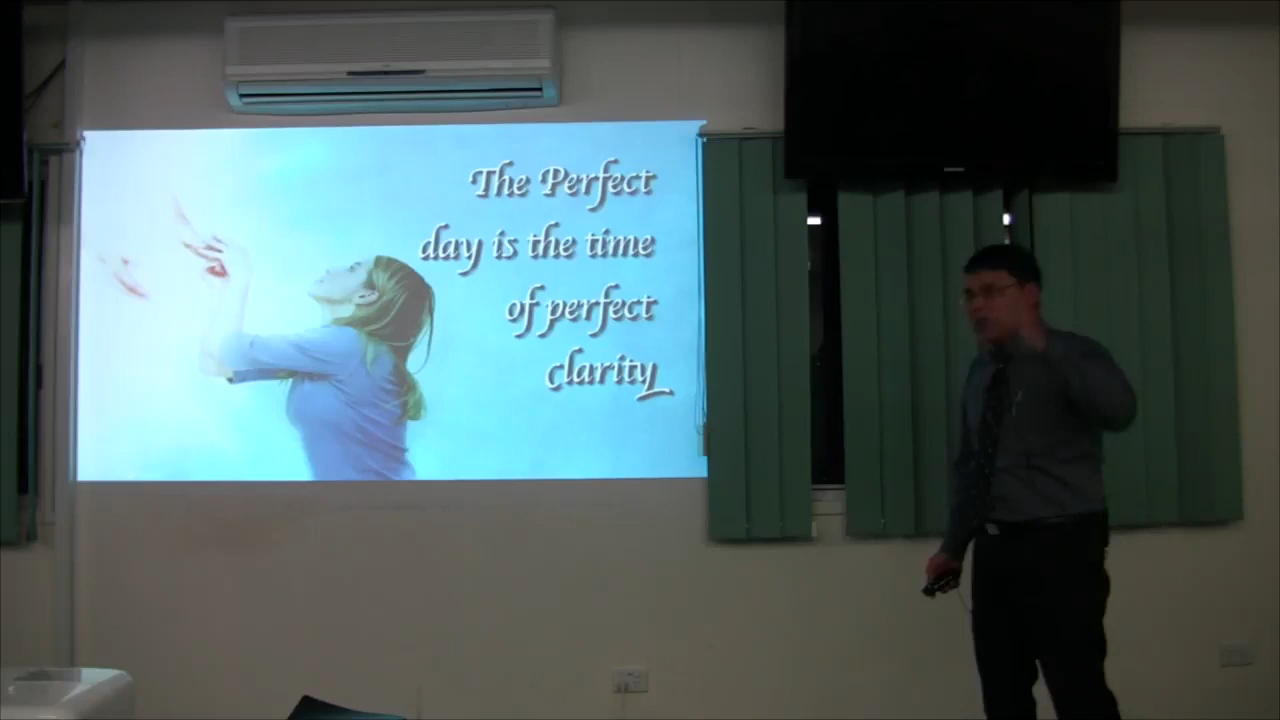 The Perfect
day is the time
of perfect
clarity